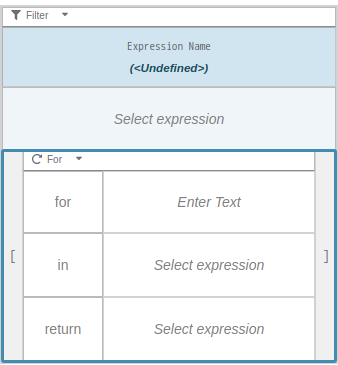 Filter
Expression Name
(<Undefined>)
Select expression
For
for Enter Text
[ in Select expression ]
return Select expression